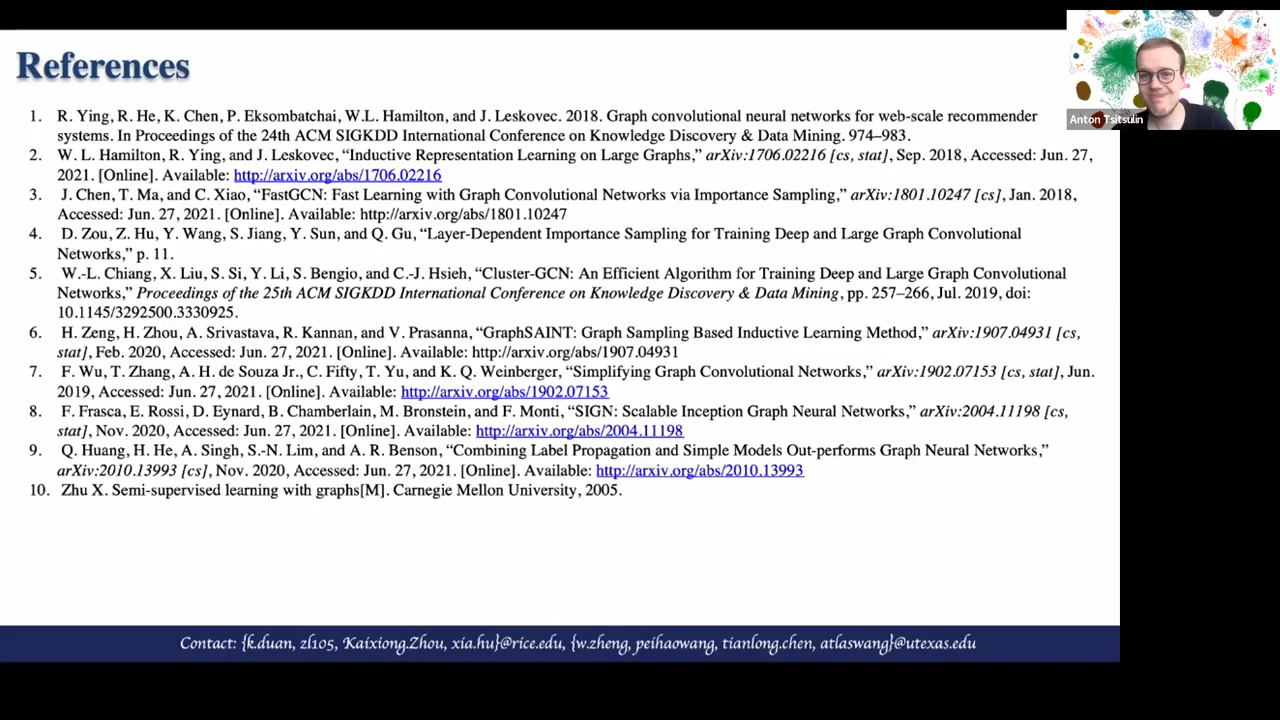 References
Anton Tsitsulin
1. R. Ying, R. He, K. Chen, P. Eksombatchai, W.L. Hamilton, and J. Leskovec. 2018. Graph convolutional neural networks for web-scale recommender
systems. In Proceedings of the 24th ACM SIGKDD International Conference on Knowledge Discovery & Data Mining. 974–983.
2. W. L. Hamilton, R. Ying, and J. Leskovec, “Inductive Representation Learning on Large Graphs,” arXiv:1706.02216 [cs, stat], Sep. 2018, Accessed: Jun. 27,
2021. [Online]. Available: http://arxiv.org/abs/1706.02216
3. J. Chen, T. Ma, and C. Xiao, “FastGCN: Fast Learning with Graph Convolutional Networks via Importance Sampling,” arXiv:1801.10247 [cs], Jan. 2018,
Accessed: Jun. 27, 2021. [Online]. Available: http://arxiv.org/abs/1801.10247
4. D. Zou, Z. Hu, Y. Wang, S. Jiang, Y. Sun, and Q. Gu, “Layer-Dependent Importance Sampling for Training Deep and Large Graph Convolutional
Networks,” p. 11.
5. W.-L. Chiang, X. Liu, S. Si, Y. Li, S. Bengio, and C.-J. Hsieh, “Cluster-GCN: An Efficient Algorithm for Training Deep and Large Graph Convolutional
Networks,” Proceedings of the 25th ACM SIGKDD International Conference on Knowledge Discovery & Data Mining, pp. 257–266, Jul. 2019, doi:
10.1145/3292500.3330925.
6. H. Zeng, H. Zhou, A. Srivastava, R. Kannan, and V. Prasanna, “GraphSAINT: Graph Sampling Based Inductive Learning Method,” arXiv:1907.04931 [cs,
stat], Feb. 2020, Accessed: Jun. 27, 2021. [Online]. Available: http://arxiv.org/abs/1907.04931
7. F. Wu, T. Zhang, A. H. de Souza Jr., C. Fifty, T. Yu, and K. Q. Weinberger, “Simplifying Graph Convolutional Networks,” arXiv:1902.07153 [cs, stat], Jun.
2019, Accessed: Jun. 27, 2021. [Online]. Available: http://arxiv.org/abs/1902.07153
8. F. Frasca, E. Rossi, D. Eynard, B. Chamberlain, M. Bronstein, and F. Monti, “SIGN: Scalable Inception Graph Neural Networks,” arXiv:2004.11198 [cs,
stat], Nov. 2020, Accessed: Jun. 27, 2021. [Online]. Available: http://arxiv.org/abs/2004.11198
9. Q. Huang, H. He, A. Singh, S.-N. Lim, and A. R. Benson, “Combining Label Propagation and Simple Models Out-performs Graph Neural Networks,”
arXiv:2010.13993 [cs], Nov. 2020, Accessed: Jun. 27, 2021. [Online]. Available: http://arxiv.org/abs/2010.13993
10. Zhu X. Semi-supervised learning with graphs[M]. Carnegie Mellon University, 2005.
Contact: {k.duan, zl105, Kaixiong.Zhou, xia.hu}@rice.edu, {w.zheng, peihaowang, tianlong.chen, atlaswang}@utexas.edu